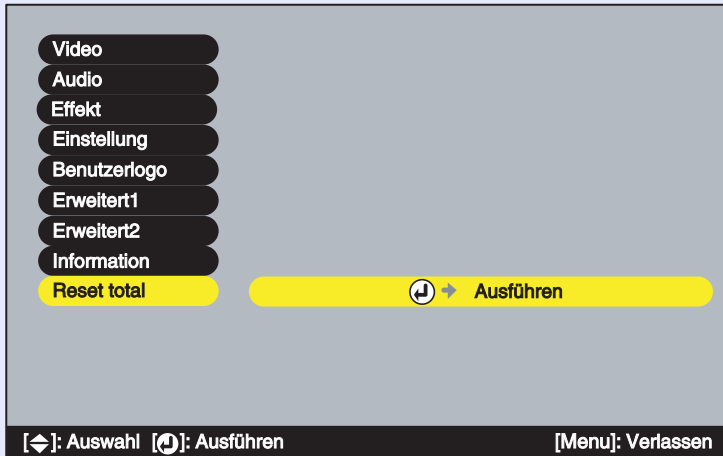 Video
Audio
Effekt
Einstellung
Benutzerlogo
Erweitert1
Erweitert2
Information
Reset total
Ausführen
[]: Auswahl []: Ausführen
[Menu]: Verlassen